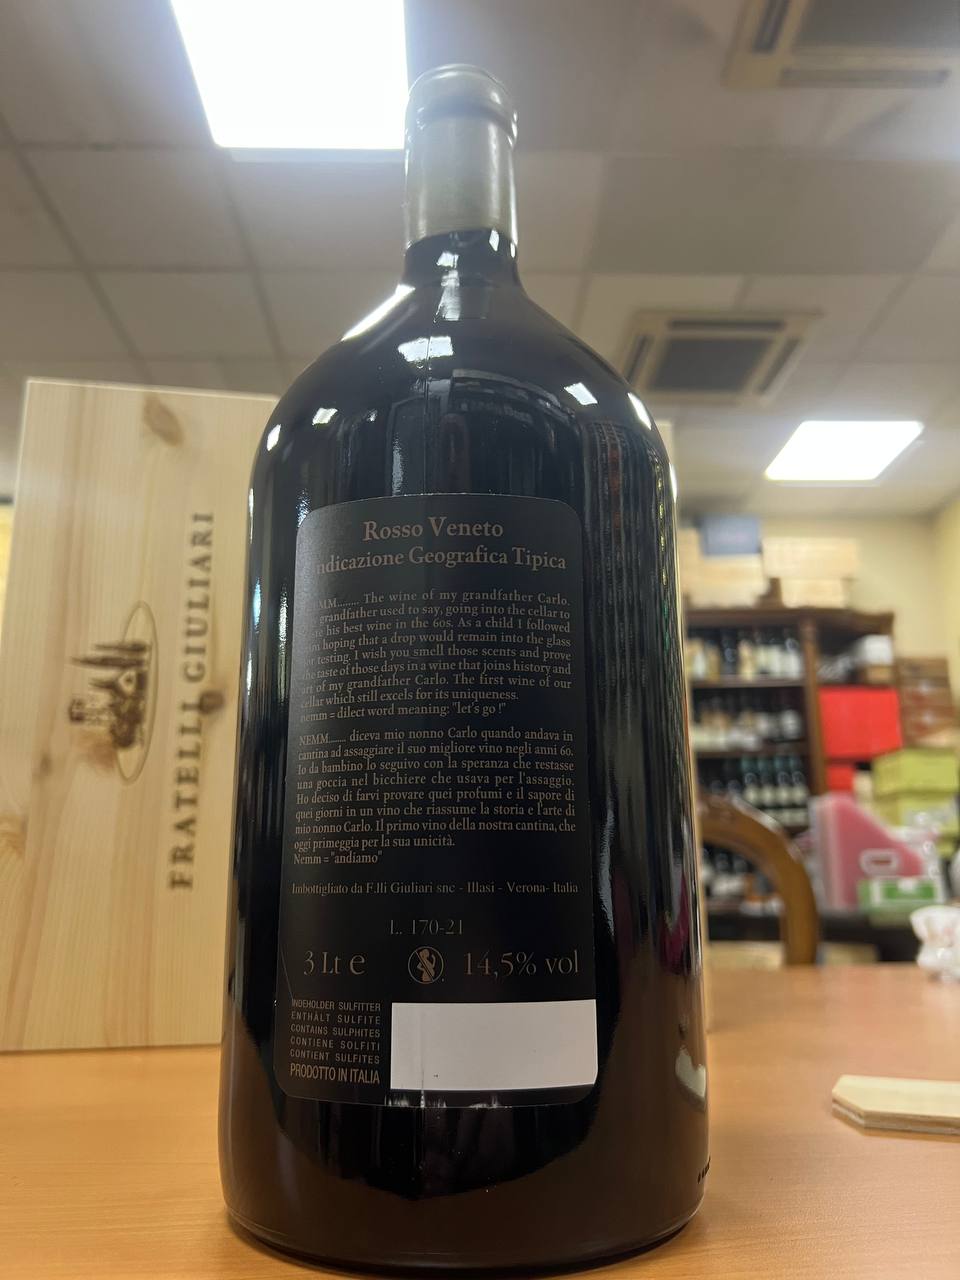 Rosso Veneto
ndicazione Geografica Tipica
The wine of my grandfather Carlo.
grandfather used to say, going into the cellar to
his best wine in the 60s. As a child I followed
hoping that a drop would remain into the glass
testing. I wish you smell those scents and prove
the taste of those days in a wine that joins history and
art of my grandfather Carlo. The first wine of our
cellar which still excels for its uniqueness.
nemm = dilect word meaning: "let's go !"
NEMM....... diceva mio nonno Carlo quando andava in
cantina ad assaggiare il suo migliore vino negli anni 60.
Io da bambino lo seguivo con la speranza che restasse
una goccia nel bicchiere che usava per l'assaggio.
Ho deciso di farvi provare quei profumi e il sapore di
quei giorni in un vino che riassume la storia e l'arte di
mio nonno Carlo. Il primo vino della nostra cantina, che
oggi primeggia per la sua unicità.
Nemm = "andiamo"
Imbottigliato da F.lli Giuliari snc - Illasi - Verona- Italia
L. 170-21
3 Lt e 14,5% vol
INDEHOLDER SULFITTER
ENTHÄLT SULFITE
CONTAINS SULPHITES
CONTIENE SOLFITI
CONTIENT SULFITES
PRODOTTO IN ITALIA
FRATELLI GIULIARI